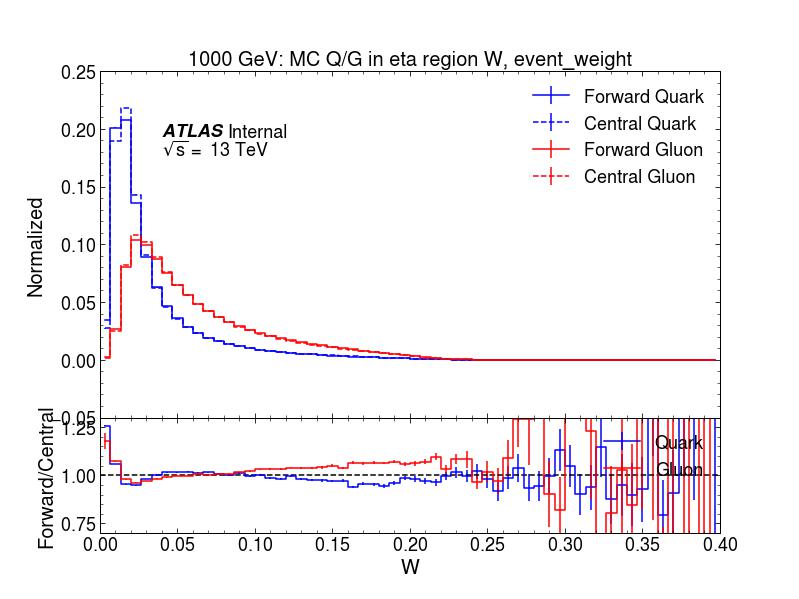 1000 GeV: MC Q/G in eta region W, event_weight
0.25
Forward Quark
Central Quark
Forward Gluon
Central Gluon
ATLAS Internal
√s = 13 TeV
0.20
0.15
0.10
0.05
0.00
0.05
Normalized
1.25
1.00
0.75
Forward/Central
Quark
Gluon
0.00 0.05 0.10 0.15 0.20 0.25 0.30 0.35 0.40
W